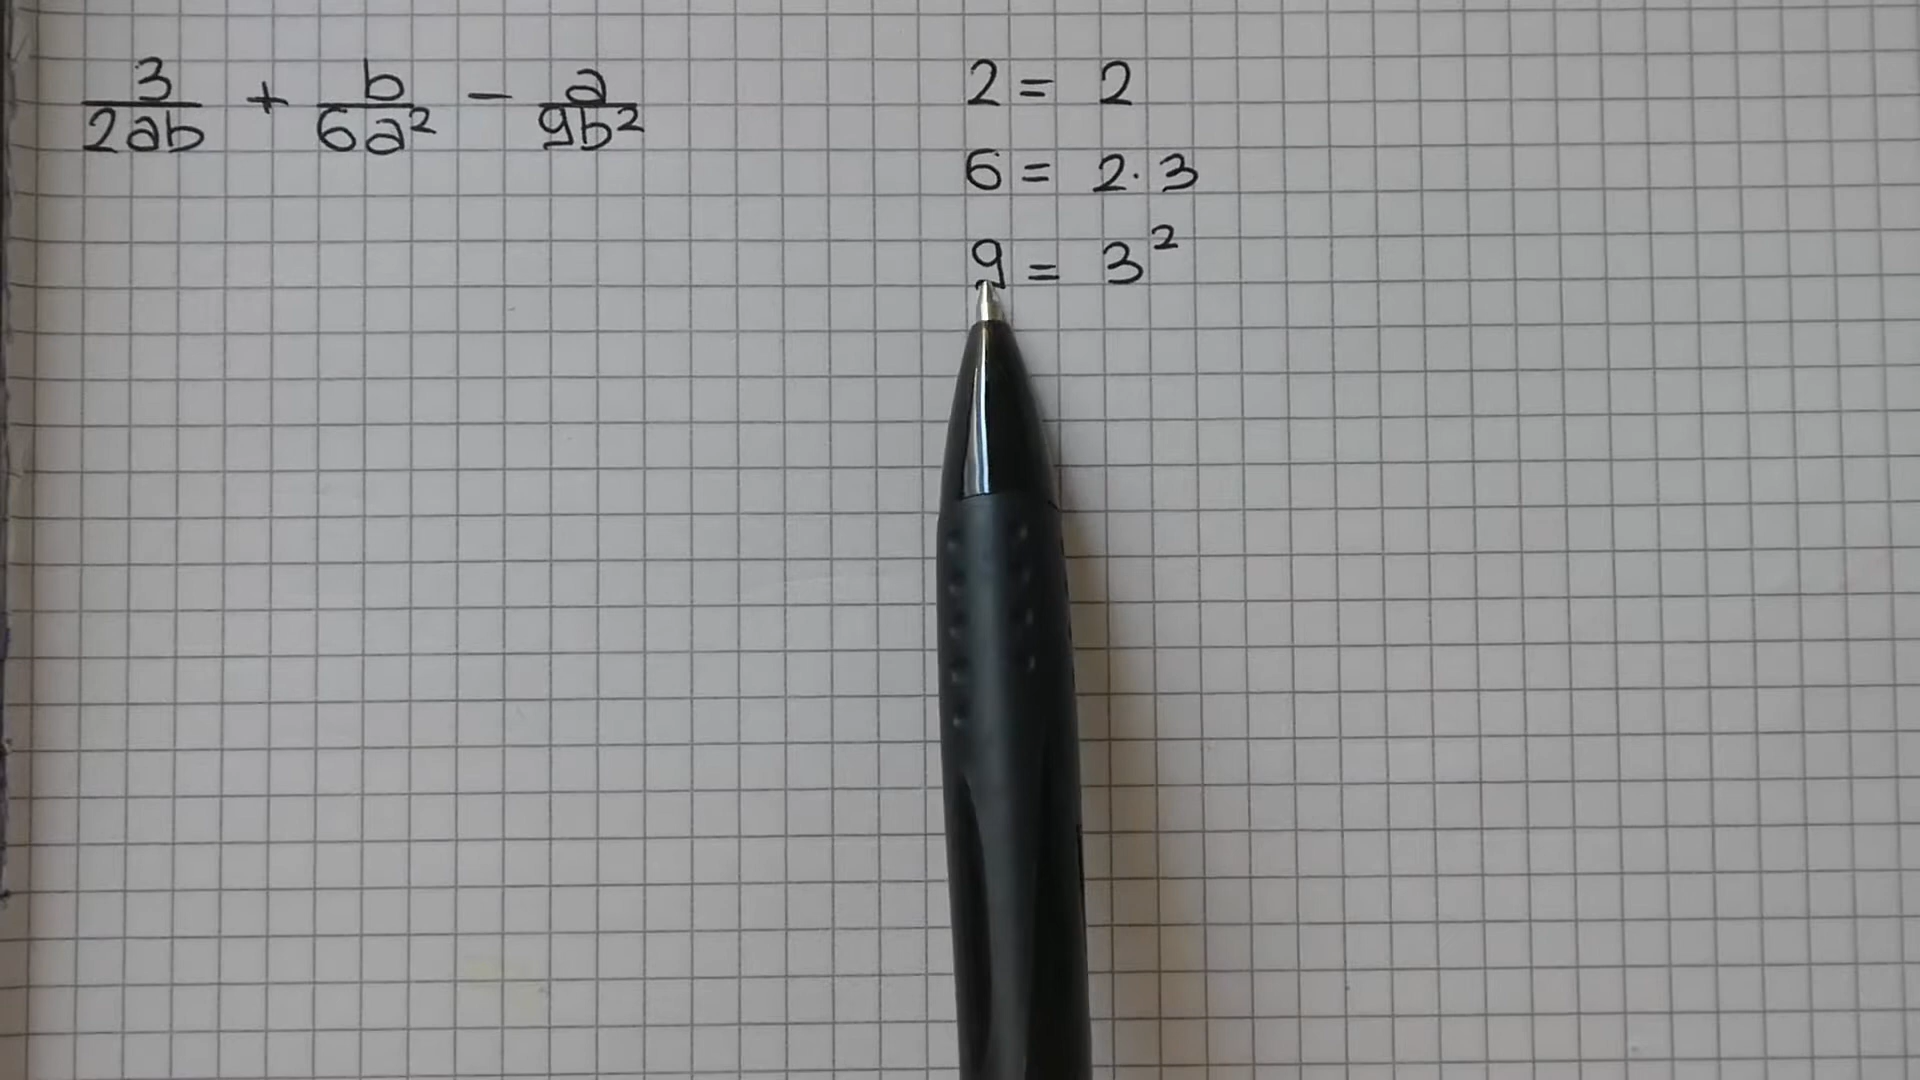 3/2ab + b/6a² - a/9b²
2 = 2
6 = 2·3
9 = 3²